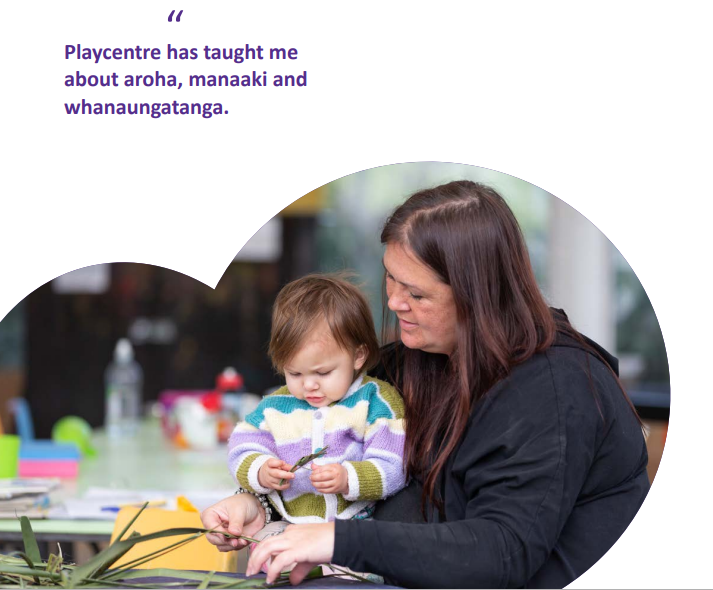 “
Playcentre has taught me
about aroha, manaaki and
whanaungatanga.